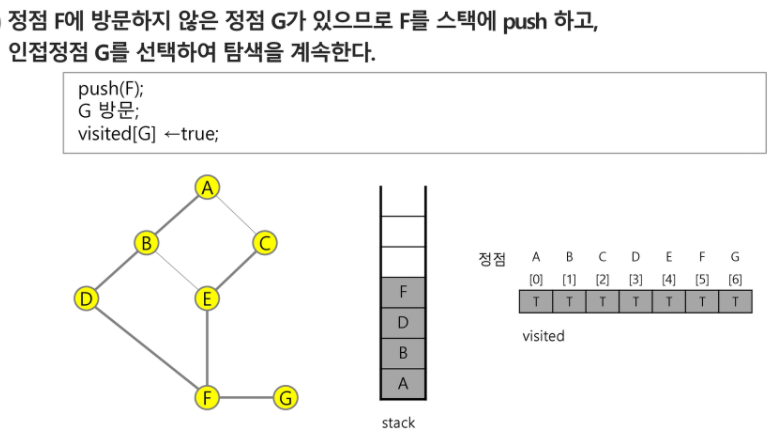 ) 정점 F에 방문하지 않은 정점 G가 있으므로 F를 스택에 push 하고,
인접정점 G를 선택하여 탐색을 계속한다.
push(F);
G 방문;
visited[G] ←true;
A
B
C
D
E
F
G
F
D
B
A
stack
정점 A B C D E F G
[0] [1] [2] [3] [4] [5] [6]
T T T T T T T
visited